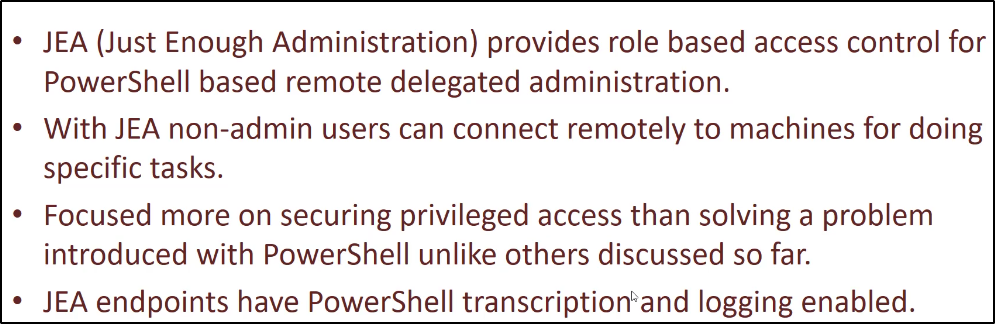 • JEA (Just Enough Administration) provides role based access control for
PowerShell based remote delegated administration.
• With JEA non-admin users can connect remotely to machines for doing
specific tasks.
• Focused more on securing privileged access than solving a problem
introduced with PowerShell unlike others discussed so far.
• JEA endpoints have PowerShell transcription and logging enabled.